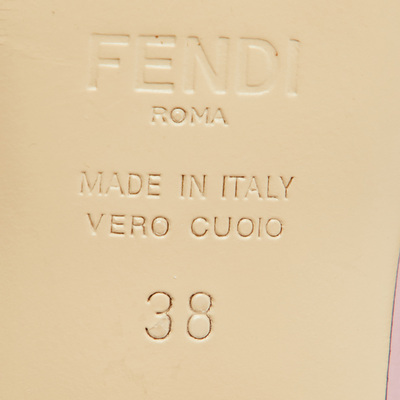 FENDI
ROMA
MADE IN ITALY
VERO CUOIO
38